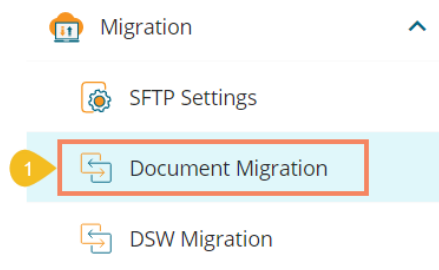 Migration
SFTP Settings
1
Document Migration
DSW Migration